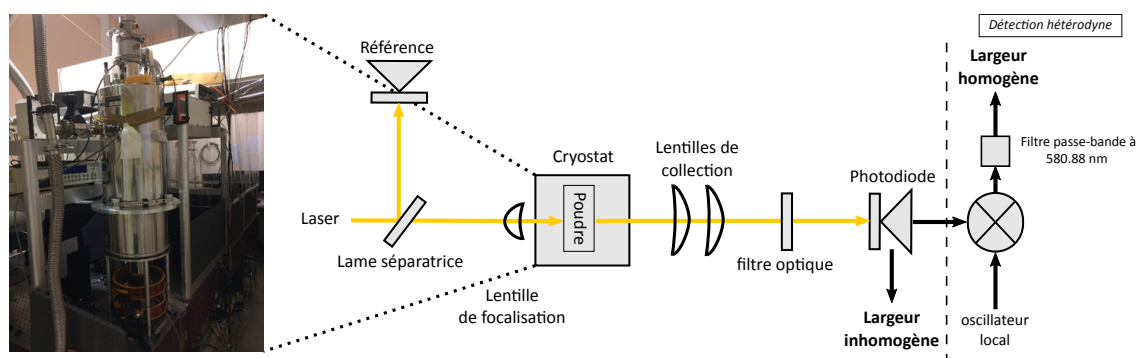 Détection hétérodyne
Référence
Largeur
homogène
Filtre passe-bande à
580.88 nm
Cryostat
Lentilles de
collection
Photodiode
Laser
Poudre
Lame séparatrice
filtre optique
Lentille
de focalisation
Largeur
inhomogène
oscillateur
local